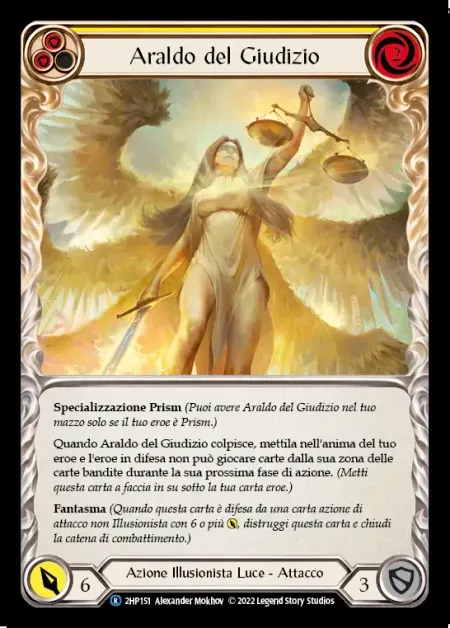 Araldo del Giudizio
2
Specializzazione Prism (Puoi avere Araldo del Giudizio nel tuo
mazzo solo se il tuo eroe è Prism.)
Quando Araldo del Giudizio colpisce, mettila nell'anima del tuo
eroe e l'eroe in difesa non può giocare carte dalla sua zona delle
carte bandite durante la sua prossima fase di azione. (Metti
questa carta a faccia in su sotto la tua carta eroe.)
Fantasma (Quando questa carta è difesa da una carta azione di
attacco non Illusionista con 6 o più , distruggi questa carta e chiudi
la catena di combattimento.)
6
Azione Illusionista Luce - Attacco
3
R 2HP151 Alexander Mokhov © 2022 Legend Story Studios